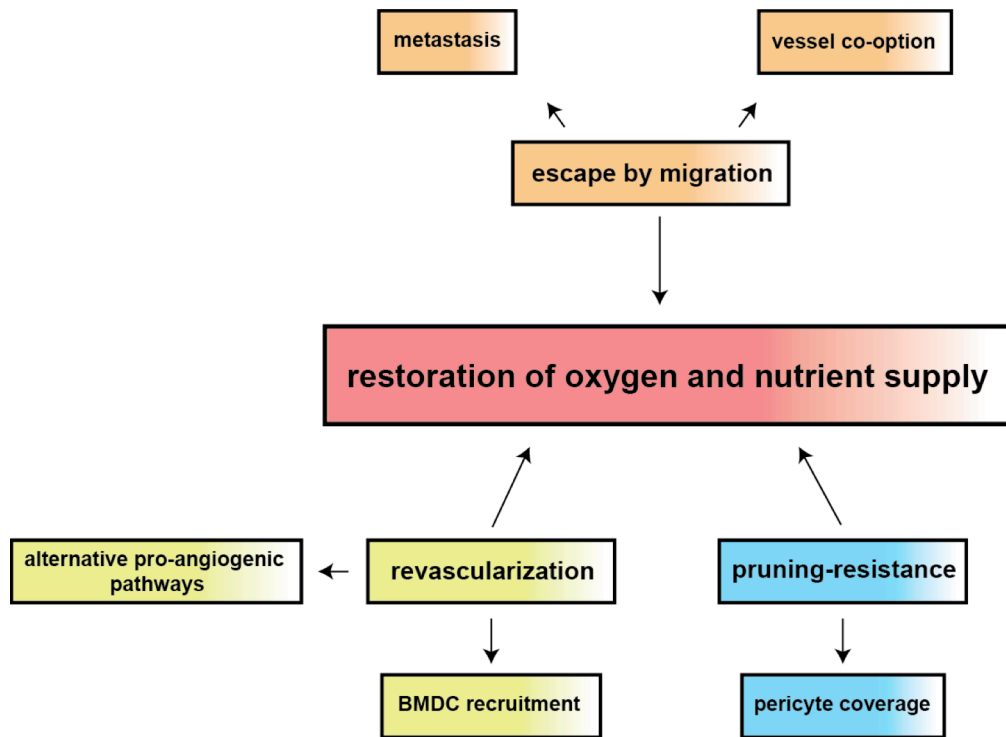 metastasis
vessel co-option
escape by migration
restoration of oxygen and nutrient supply
alternative pro-angiogenic
pathways
revascularization
pruning-resistance
BMDC recruitment
pericyte coverage